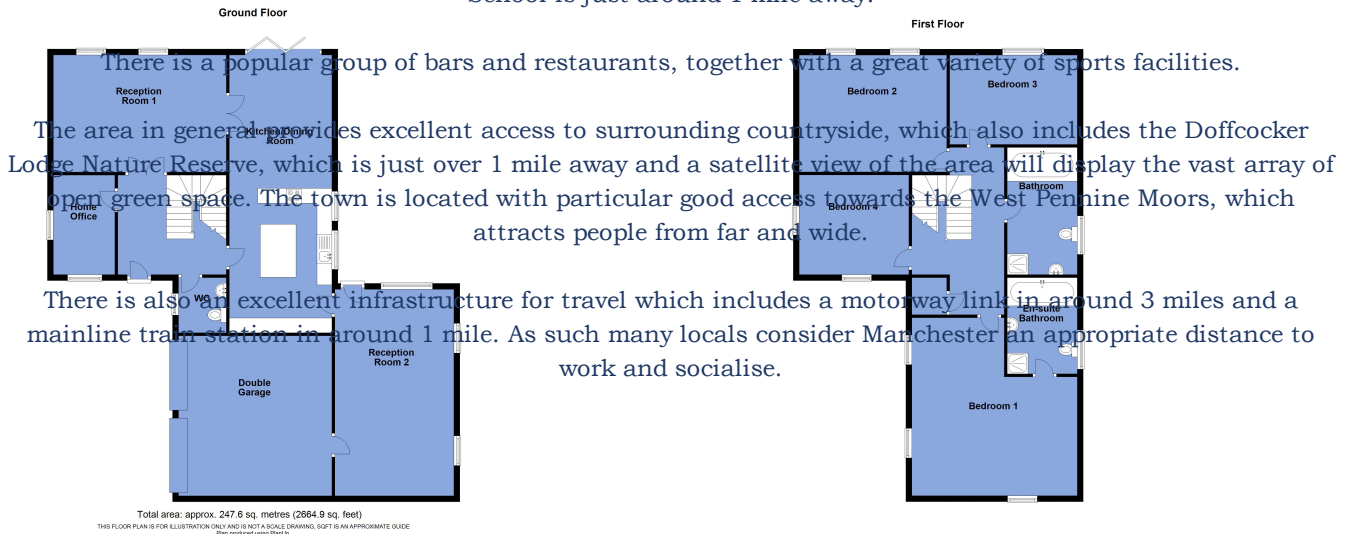 School is just around 1 mile away.
Ground Floor
First Floor
There is a popular group of bars and restaurants, together with a great variety of sports facilities.
Reception
Room 1
Kitchen/Dining
Room
Bedroom 2
Bedroom 3
The area in general provides excellent access to surrounding countryside, which also includes the Doffcocker
Lodge Nature Reserve, which is just over 1 mile away and a satellite view of the area will display the vast array of
open green space. The town is located with particular good access towards the West Pennine Moors, which
attracts people from far and wide.
Home
Office
Bedroom 4
Bathroom
WC
There is also an excellent infrastructure for travel which includes a motorway link in around 3 miles and a
mainline train station in around 1 mile. As such many locals consider Manchester an appropriate distance to
work and socialise.
En-suite
Bathroom
Reception
Room 2
Double
Garage
Bedroom 1
Total area: approx. 247.6 sq. metres (2664.9 sq. feet)
THIS FLOOR PLAN IS FOR ILLUSTRATION ONLY AND IS NOT A SCALE DRAWING, SQFT IS AN APPROXIMATE GUIDE
Plan produced using PlanUp.